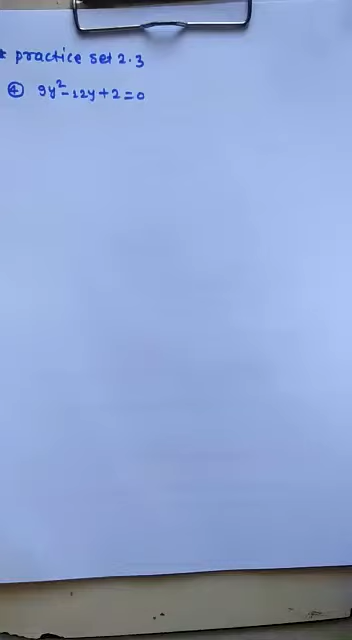 * practice set 2.3
④ 9y²-12y+2=0